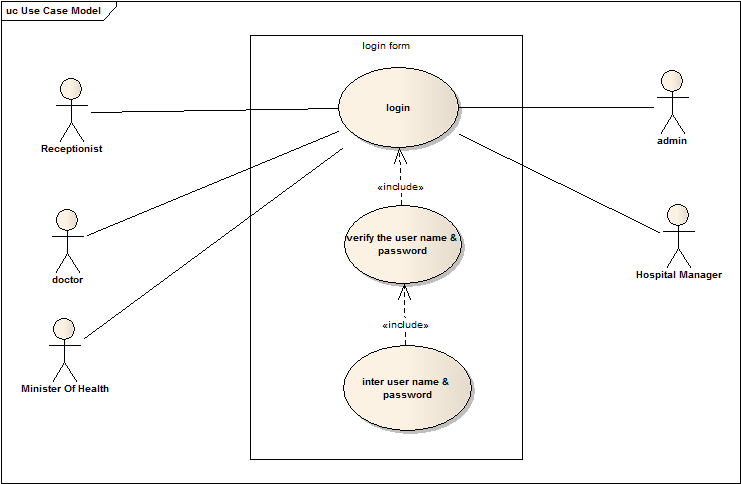 uc Use Case Model
login form
login
Receptionist
admin
«include»
verify the user name &
password
doctor
Hospital Manager
«include»
Minister Of Health
inter user name &
password